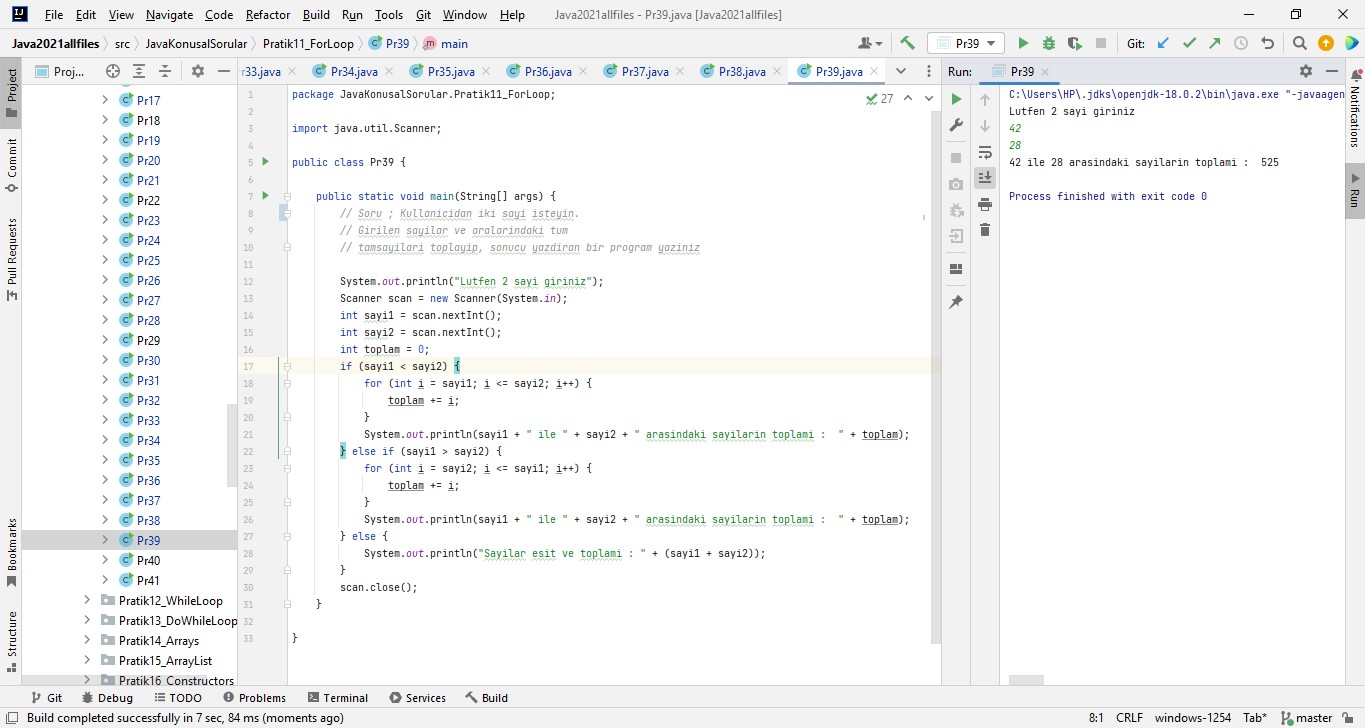 File Edit View Navigate Code Refactor Build Run Tools Git Window Help Java2021allfiles - Pr39.java [Java2021allfiles]
Java2021allfiles src JavaKonusalSorular Pratik11_ForLoop Pr39 main Pr39 Git:
Project
Commit
Pull Requests
Bookmarks
Structure
Proj...
Pr17
Pr18
Pr19
Pr20
Pr21
Pr22
Pr23
Pr24
Pr25
Pr26
Pr27
Pr28
Pr29
Pr30
Pr31
Pr32
Pr33
Pr34
Pr35
Pr36
Pr37
Pr38
Pr39
Pr40
Pr41
Pratik12_WhileLoop
Pratik13_DoWhileLoop
Pratik14_Arrays
Pratik15_ArrayList
Pratik16_Constructors
r33.java Pr34.java Pr35.java Pr36.java Pr37.java Pr38.java Pr39.java
27
1 package JavaKonusalSorular.Pratik11_ForLoop;
2
3 import java.util.Scanner;
4
5 public class Pr39 {
6
7 public static void main(String[] args) {
8 // Soru ; Kullanicidan iki sayi isteyin.
9 // Girilen sayilar ve aralarindaki tum
10 // tamsayilari toplayip, sonucu yazdiran bir program yaziniz
11
12 System.out.println("Lutfen 2 sayi giriniz");
13 Scanner scan = new Scanner(System.in);
14 int sayi1 = scan.nextInt();
15 int sayi2 = scan.nextInt();
16 int toplam = 0;
17 if (sayi1 < sayi2) {
18 for (int i = sayi1; i <= sayi2; i++) {
19 toplam += i;
20 }
21 System.out.println(sayi1 + " ile " + sayi2 + " arasindaki sayilarin toplami :  " + toplam);
22 } else if (sayi1 > sayi2) {
23 for (int i = sayi2; i <= sayi1; i++) {
24 toplam += i;
25 }
26 System.out.println(sayi1 + " ile " + sayi2 + " arasindaki sayilarin toplami :  " + toplam);
27 } else {
28 System.out.println("Sayilar esit ve toplami : " + (sayi1 + sayi2));
29 }
30 scan.close();
31 }
32
33 }
Run: Pr39
C:\Users\HP\.jdks\openjdk-18.0.2\bin\java.exe "-javaagen
Lutfen 2 sayi giriniz
42
28
42 ile 28 arasindaki sayilarin toplami :  525
Process finished with exit code 0
Notifications
Run
Git Debug TODO Problems Terminal Services Build
Build completed successfully in 7 sec, 84 ms (moments ago) 8:1 CRLF windows-1254 Tab* master